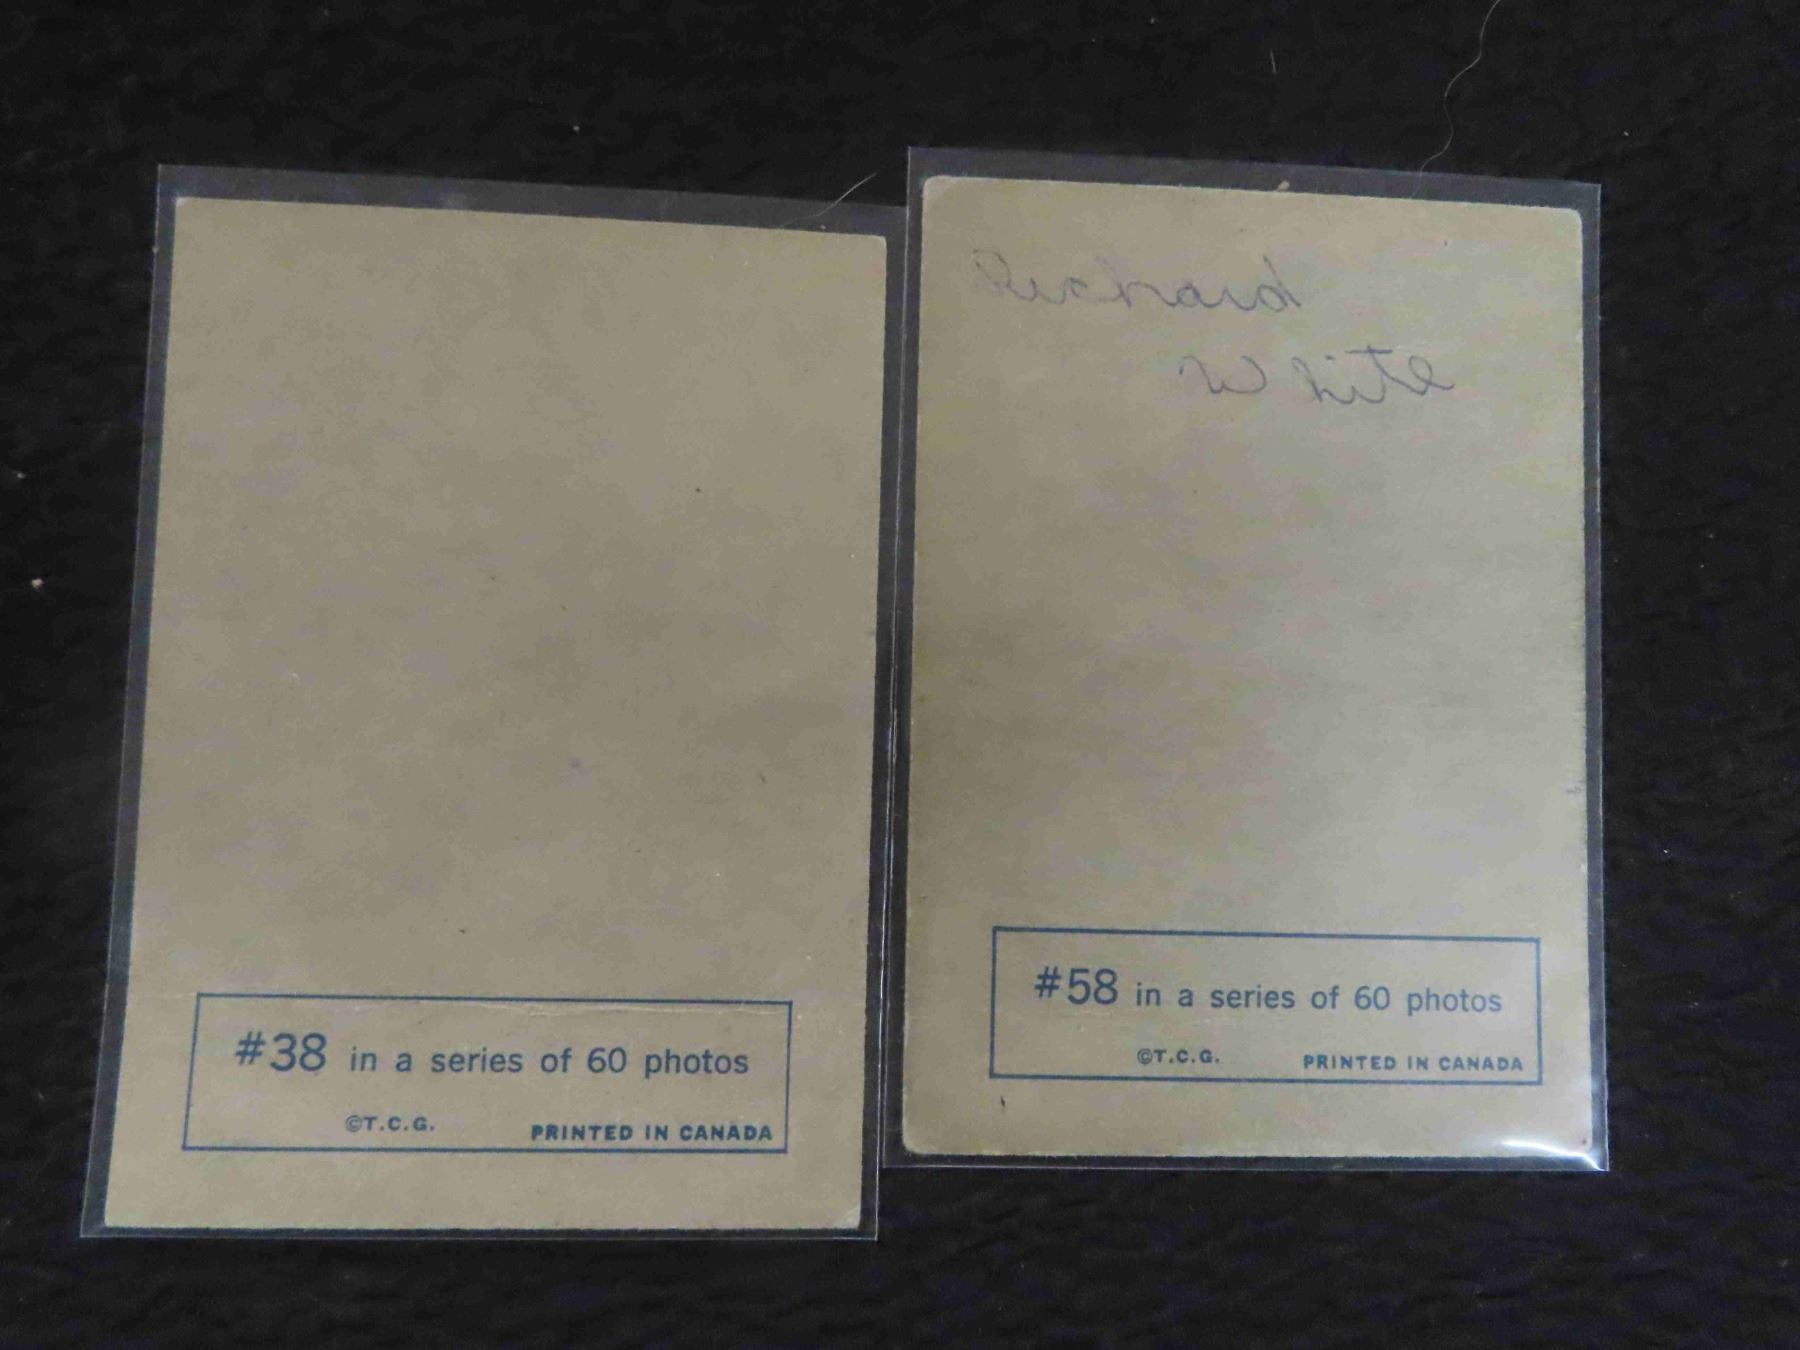 #38 in a series of 60 photos
©T.C.G. PRINTED IN CANADA
Richard
White
#58 in a series of 60 photos
©T.C.G. PRINTED IN CANADA